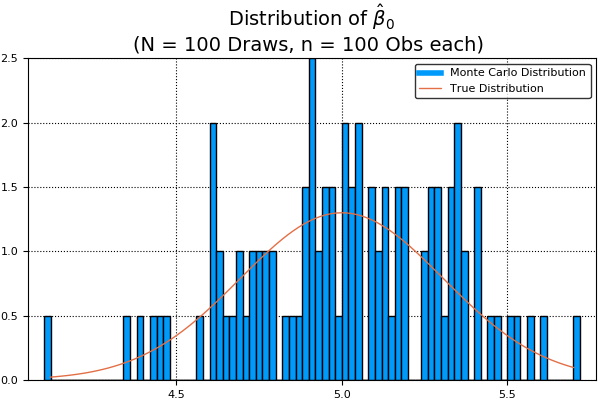 Distribution of β̂₀
(N = 100 Draws, n = 100 Obs each)
Monte Carlo Distribution
True Distribution
2.5
2.0
1.5
1.0
0.5
0.0
4.5 5.0 5.5